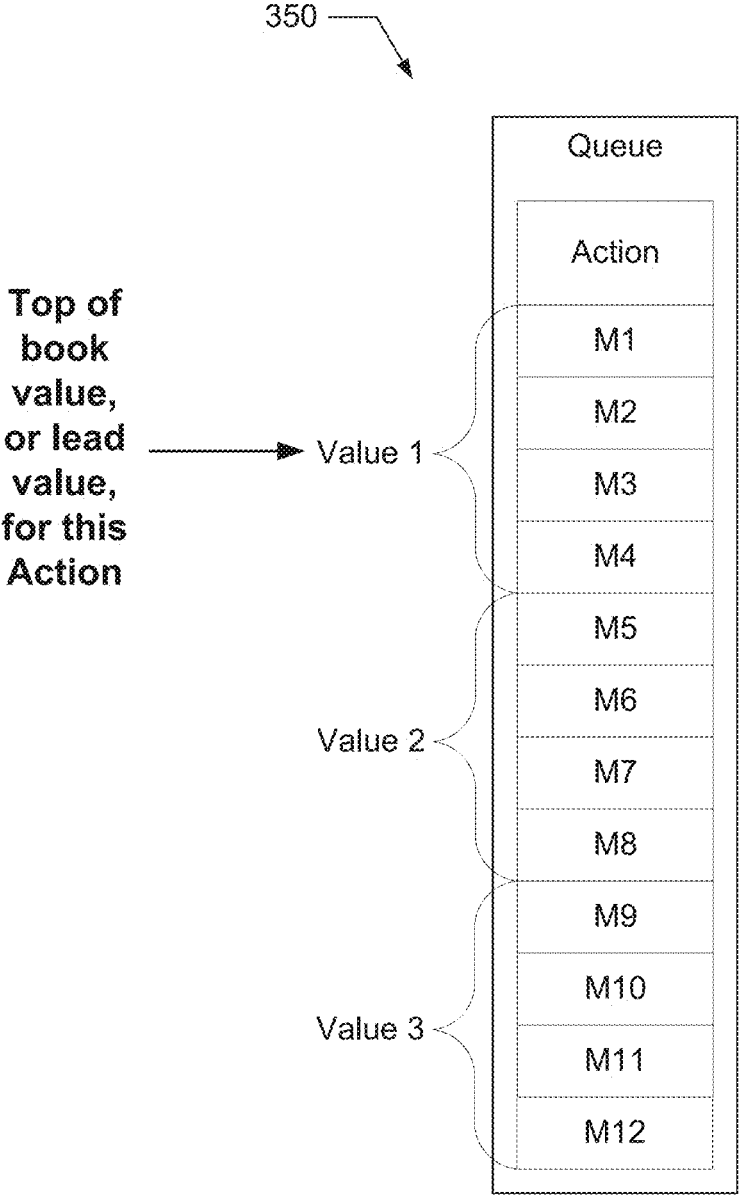 350
Queue
Action
Top of
book
value,
or lead
value,
for this
Action
Value 1
M1
M2
M3
M4
Value 2
M5
M6
M7
M8
Value 3
M9
M10
M11
M12